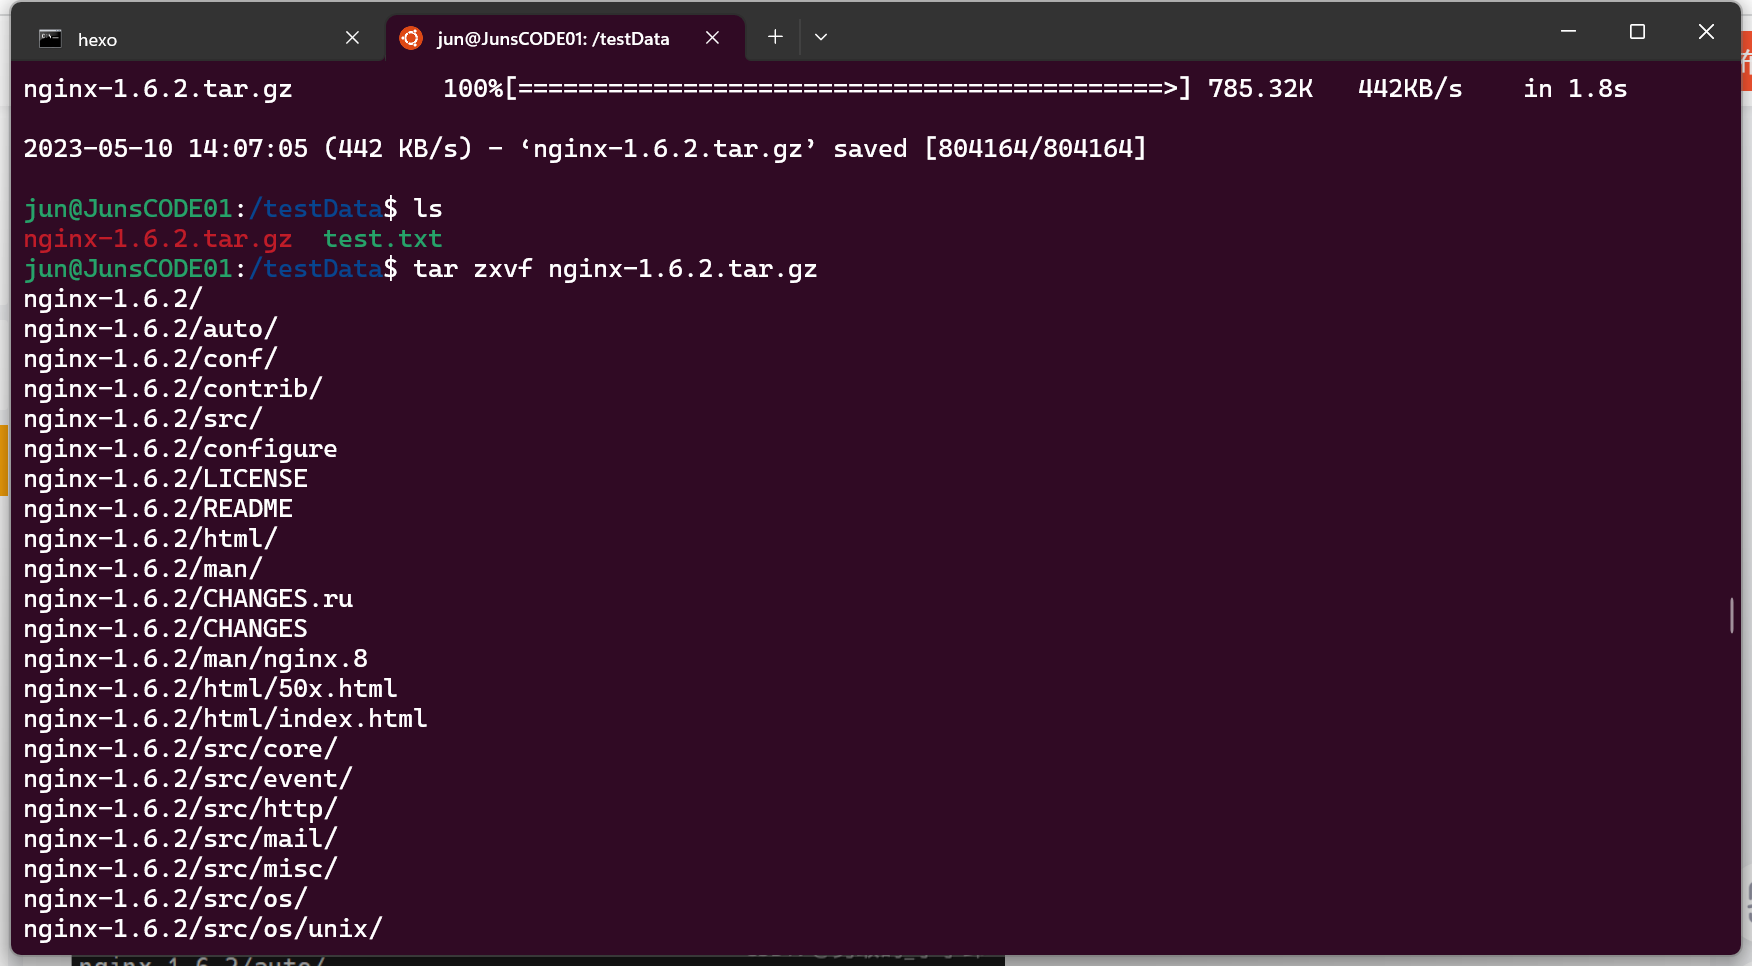 hexo
jun@JunsCODE01: /testData
nginx-1.6.2.tar.gz 100%[===========================================>] 785.32K 442KB/s in 1.8s
2023-05-10 14:07:05 (442 KB/s) - ‘nginx-1.6.2.tar.gz’ saved [804164/804164]
jun@JunsCODE01:/testData$ ls
nginx-1.6.2.tar.gz test.txt
jun@JunsCODE01:/testData$ tar zxvf nginx-1.6.2.tar.gz
nginx-1.6.2/
nginx-1.6.2/auto/
nginx-1.6.2/conf/
nginx-1.6.2/contrib/
nginx-1.6.2/src/
nginx-1.6.2/configure
nginx-1.6.2/LICENSE
nginx-1.6.2/README
nginx-1.6.2/html/
nginx-1.6.2/man/
nginx-1.6.2/CHANGES.ru
nginx-1.6.2/CHANGES
nginx-1.6.2/man/nginx.8
nginx-1.6.2/html/50x.html
nginx-1.6.2/html/index.html
nginx-1.6.2/src/core/
nginx-1.6.2/src/event/
nginx-1.6.2/src/http/
nginx-1.6.2/src/mail/
nginx-1.6.2/src/misc/
nginx-1.6.2/src/os/
nginx-1.6.2/src/os/unix/
nginx-1.6.2/auto/